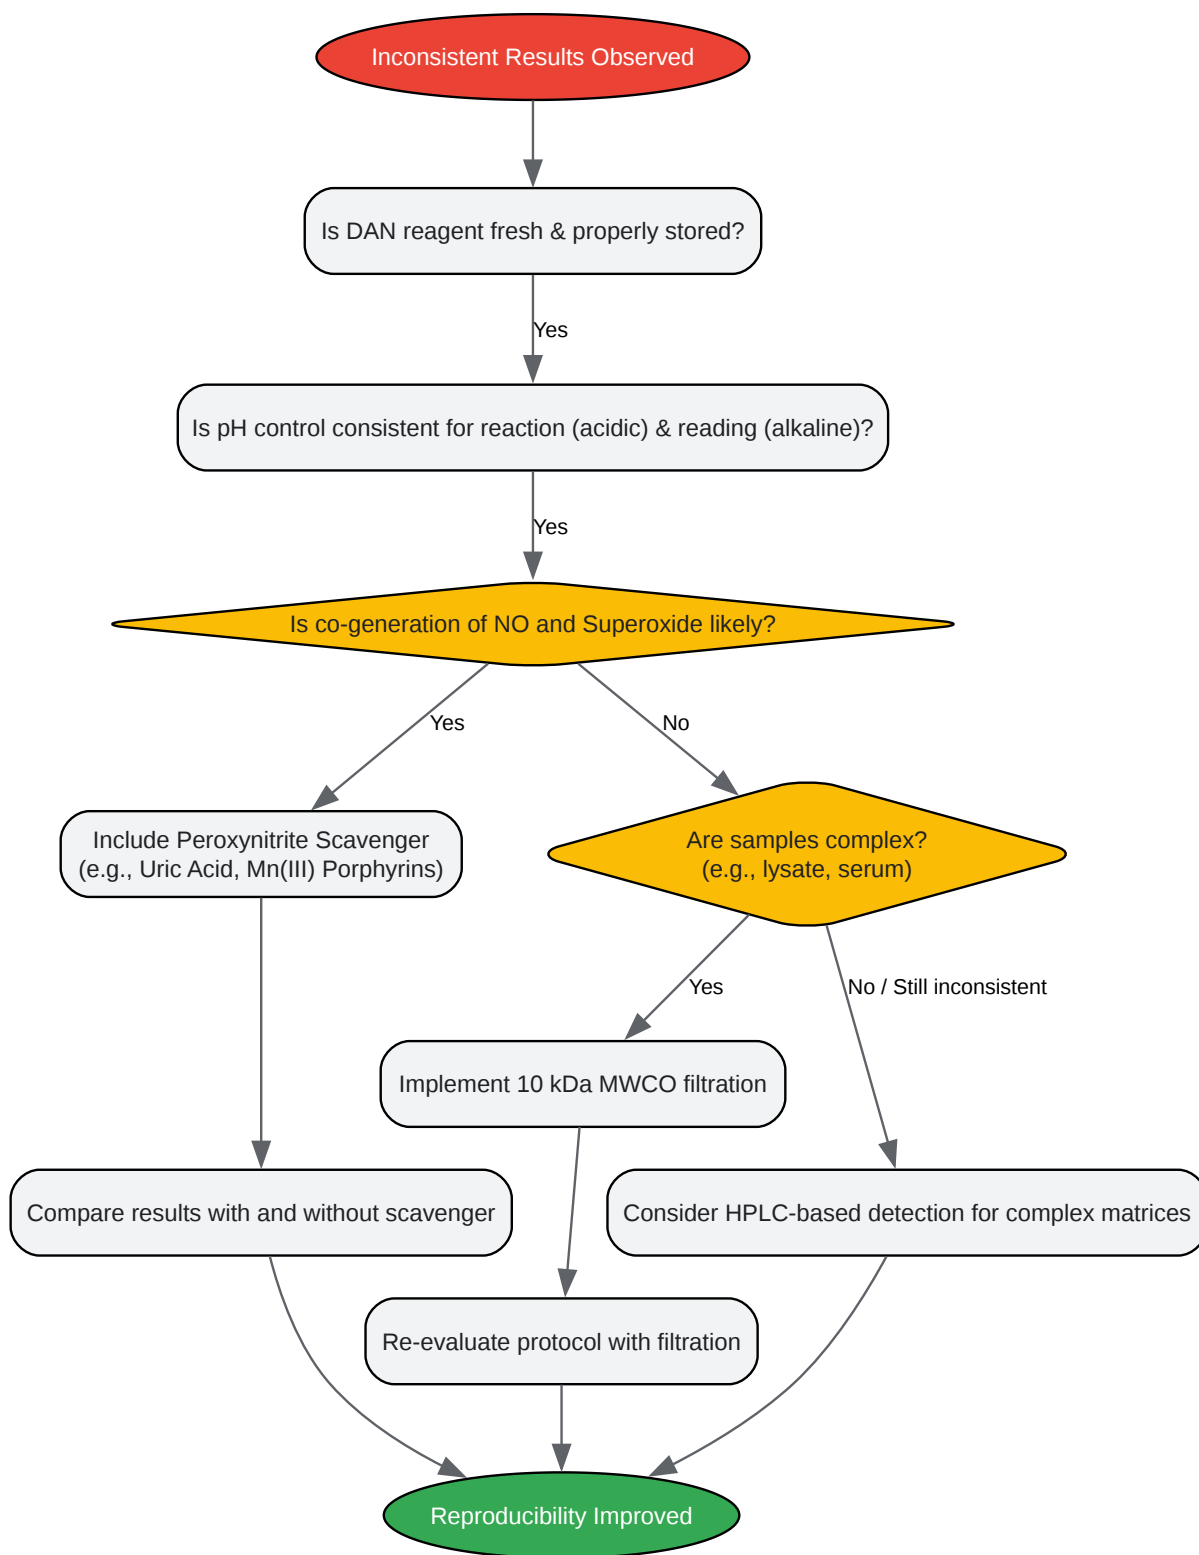 Inconsistent Results Observed
Is DAN reagent fresh & properly stored?
Yes
Is pH control consistent for reaction (acidic) & reading (alkaline)?
Yes
Is co-generation of NO and Superoxide likely?
Yes
No
Include Peroxynitrite Scavenger
(e.g., Uric Acid, Mn(III) Porphyrins)
Are samples complex?
(e.g., lysate, serum)
Yes
No / Still inconsistent
Implement 10 kDa MWCO filtration
Compare results with and without scavenger
Consider HPLC-based detection for complex matrices
Re-evaluate protocol with filtration
Reproducibility Improved